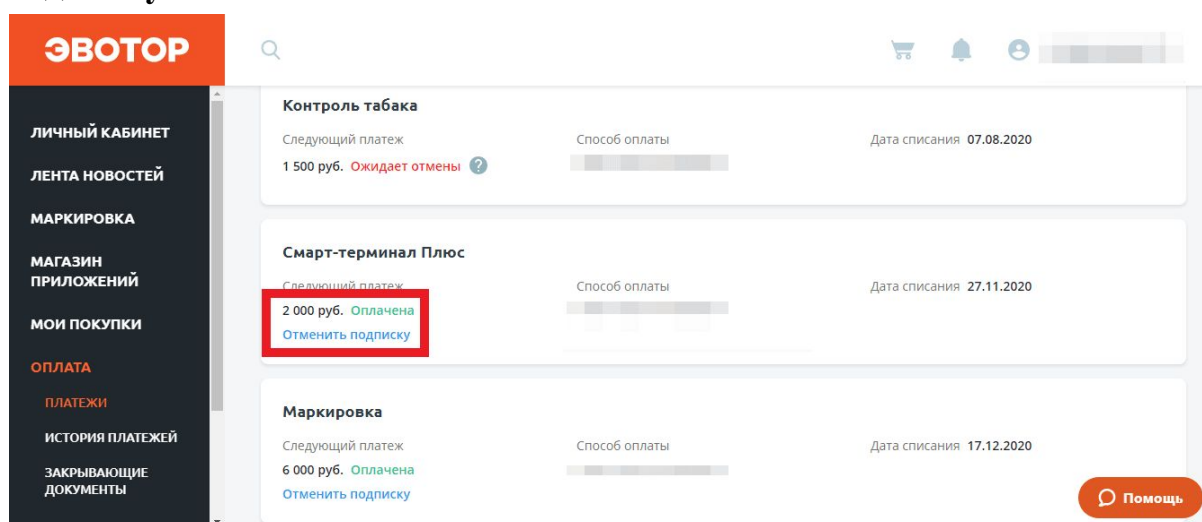 ЭВОТОР
ЛИЧНЫЙ КАБИНЕТ
ЛЕНТА НОВОСТЕЙ
МАРКИРОВКА
МАГАЗИН
ПРИЛОЖЕНИЙ
МОИ ПОКУПКИ
ОПЛАТА
ПЛАТЕЖИ
ИСТОРИЯ ПЛАТЕЖЕЙ
ЗАКРЫВАЮЩИЕ
ДОКУМЕНТЫ
Контроль табака
Следующий платеж Способ оплаты Дата списания 07.08.2020
1 500 руб. Ожидает отмены ?
Смарт-терминал Плюс
Следующий платеж Способ оплаты Дата списания 27.11.2020
2 000 руб. Оплачена
Отменить подписку
Маркировка
Следующий платеж Способ оплаты Дата списания 17.12.2020
6 000 руб. Оплачена
Отменить подписку
Помощь